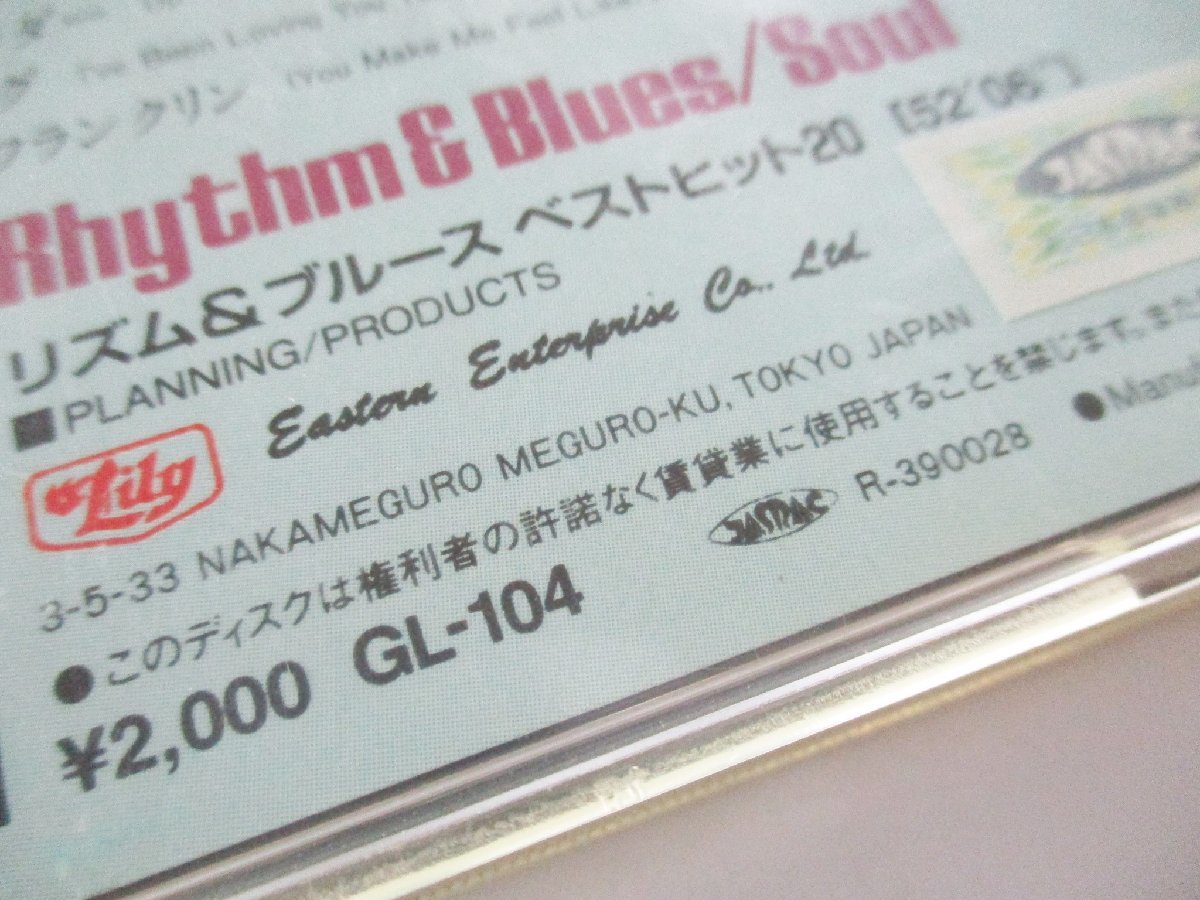 I've Been Loving You
フランクリン (You Make Me Feel Like
Rhythm & Blues/Soul
リズム&ブルース ベストヒット20 [52'06"]
JASRAC
■PLANNING/PRODUCTS
Lily Eastern Enterprise Co., Ltd
3-5-33 NAKAMEGURO MEGURO-KU, TOKYO JAPAN
●このディスクは権利者の許諾なく賃貸業に使用することを禁じます。また
¥2,000 GL-104 JASRAC R-390028 ●Manuf